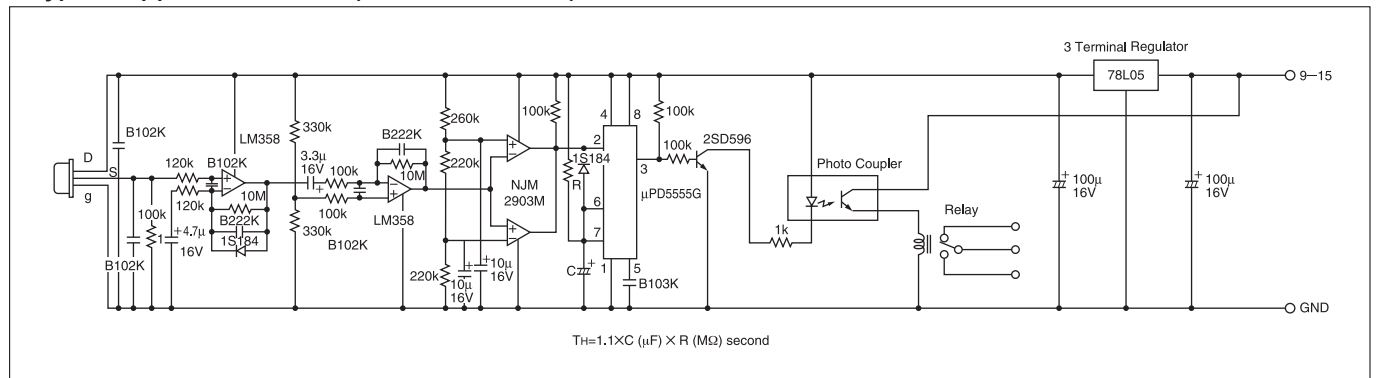 3 Terminal Regulator
78L05
9–15
D
S
g
B102K
120k
120k
100k
1
B102K
+4.7µ
16V
LM358
B102K
+
−
10M
B222K
1S184
330k
330k
3.3µ
16V
+
100k
100k
B102K
B222K
10M
−
+
LM358
260k
220k
220k
+
10µ
16V
+
10µ
16V
+
−
NJM
2903M
+
−
100k
R
1S184
C
+
4
8
2
3
6
7
1
5
µPD5555G
B103K
100k
100k
2SD596
1k
Photo Coupler
Relay
+
100µ
16V
+
100µ
16V
GND
TH=1.1×C (µF) × R (MΩ) second